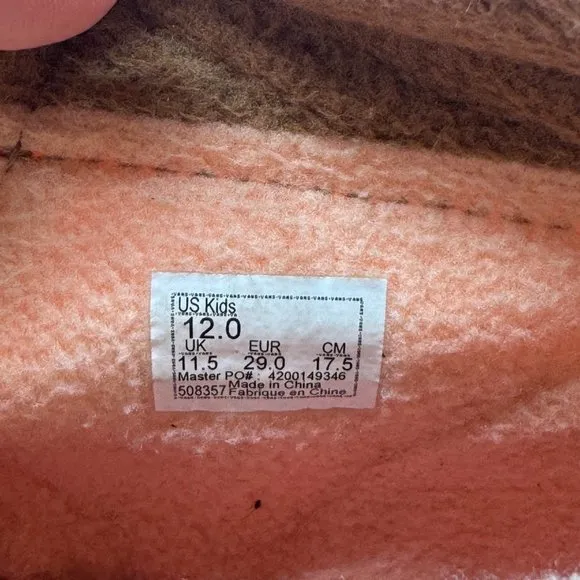 US Kids
12.0
UK EUR CM
11.5 29.0 17.5
Master PO# : 4200149346
Made in China
508357 Fabrique en Chine